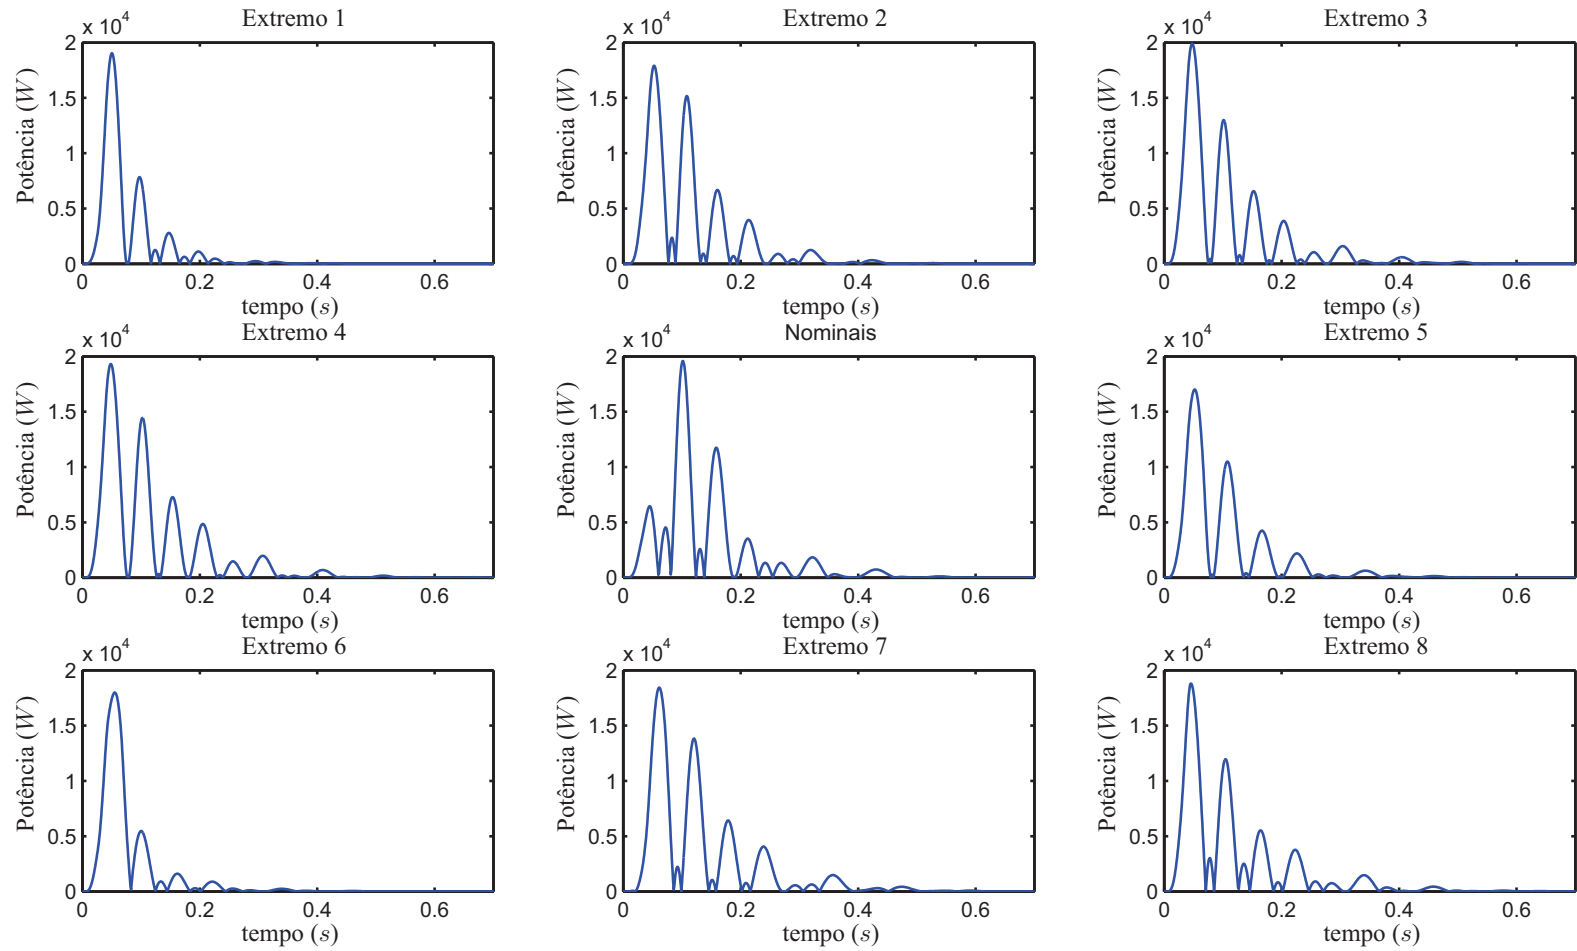 Extremo 1
x 10^4
Potência (W)
2
1.5
1
0.5
0
0 0.2 0.4 0.6
tempo (s)
Extremo 2
x 10^4
Potência (W)
2
1.5
1
0.5
0
0 0.2 0.4 0.6
tempo (s)
Extremo 3
x 10^4
Potência (W)
2
1.5
1
0.5
0
0 0.2 0.4 0.6
tempo (s)
Extremo 4
x 10^4
Potência (W)
2
1.5
1
0.5
0
0 0.2 0.4 0.6
tempo (s)
Nominais
x 10^4
Potência (W)
2
1.5
1
0.5
0
0 0.2 0.4 0.6
tempo (s)
Extremo 5
x 10^4
Potência (W)
2
1.5
1
0.5
0
0 0.2 0.4 0.6
tempo (s)
Extremo 6
x 10^4
Potência (W)
2
1.5
1
0.5
0
0 0.2 0.4 0.6
tempo (s)
Extremo 7
x 10^4
Potência (W)
2
1.5
1
0.5
0
0 0.2 0.4 0.6
tempo (s)
Extremo 8
x 10^4
Potência (W)
2
1.5
1
0.5
0
0 0.2 0.4 0.6
tempo (s)